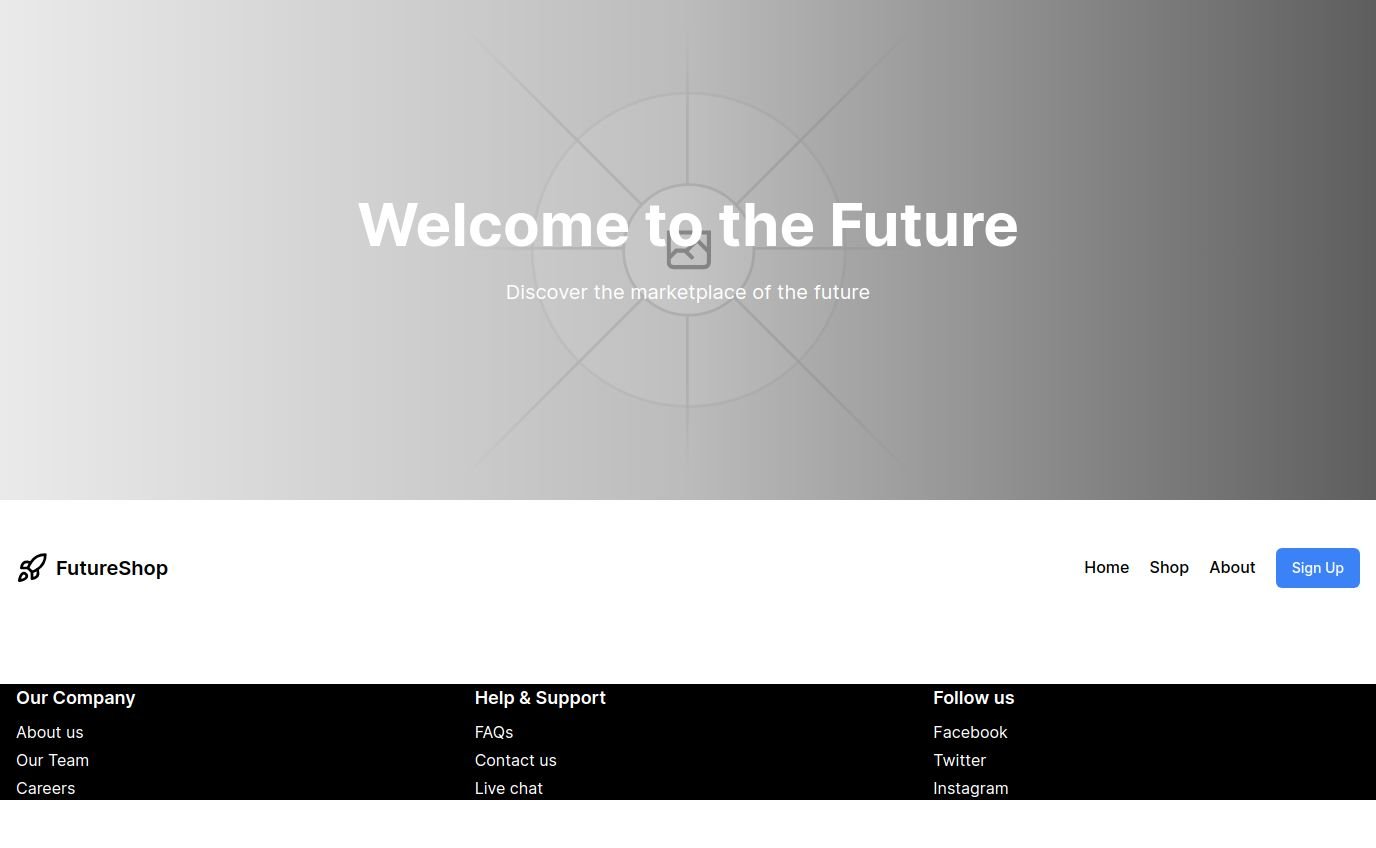 Welcome to the Future
Discover the marketplace of the future
FutureShop
Home Shop About Sign Up
Our Company Help & Support Follow us
About us FAQs Facebook
Our Team Contact us Twitter
Careers Live chat Instagram